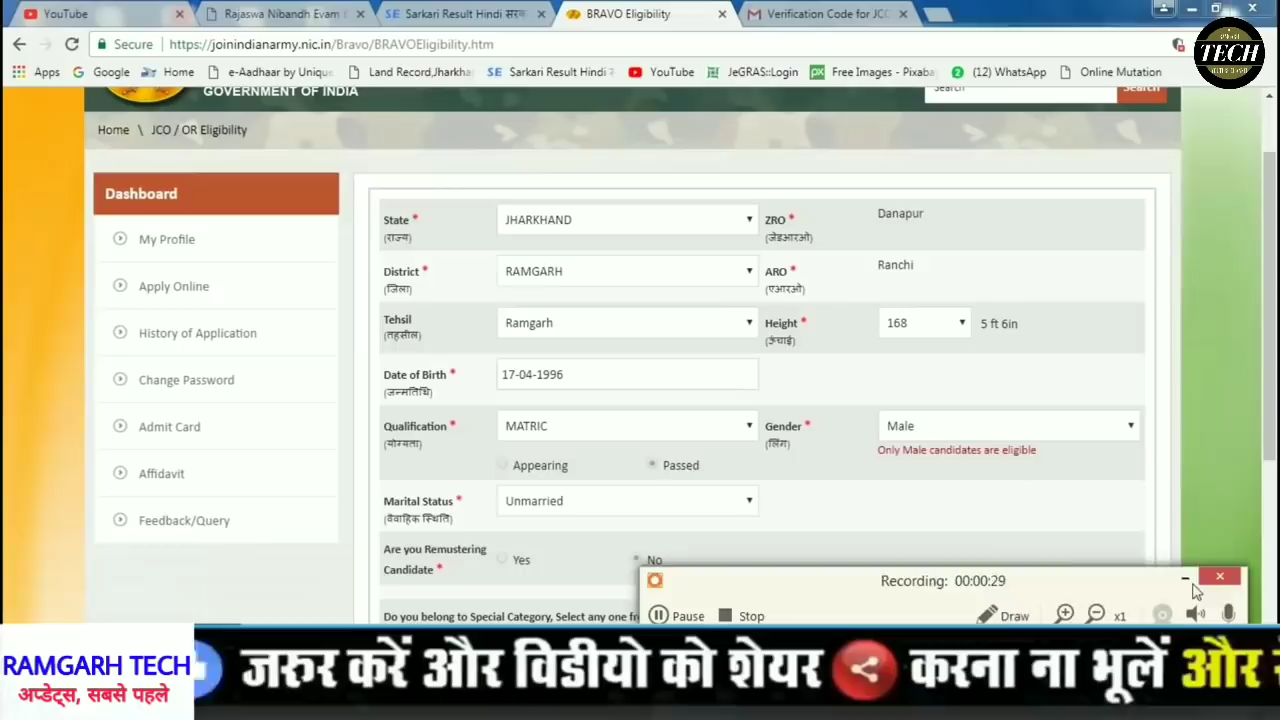 YouTube
Rajaswa Nibandh Evam
Sarkari Result Hindi सरक
BRAVO Eligibility
Verification Code for JCO
Secure | https://joinindianarmy.nic.in/Bravo/BRAVOEligibility.htm
Apps Google Home e-Aadhaar by Unique Land Record,Jharkha Sarkari Result Hindi YouTube JeGRAS::Login Free Images - Pixaba (12) WhatsApp Online Mutation
TECH
GOVERNMENT OF INDIA
Search Search
Home \ JCO / OR Eligibility
Dashboard
My Profile
Apply Online
History of Application
Change Password
Admit Card
Affidavit
Feedback/Query
State * JHARKHAND ZRO * Danapur
(राज्य) (जेडआरओ)
District * RAMGARH ARO * Ranchi
(जिला) (एआरओ)
Tehsil Ramgarh Height * 168 5 ft 6in
(तहसील) (ऊंचाई)
Date of Birth * 17-04-1996
(जन्मतिथि)
Qualification * MATRIC Gender * Male
(योग्यता) (लिंग) Only Male candidates are eligible
Appearing Passed
Marital Status * Unmarried
(वैवाहिक स्थिति)
Are you Remustering Candidate * Yes No
Do you belong to Special Category, Select any one fro
Recording: 00:00:29
Pause Stop Draw x1
RAMGARH TECH
अप्डेट्स, सबसे पहले
जरुर करें और विडीयो को शेयर करना ना भूलें और